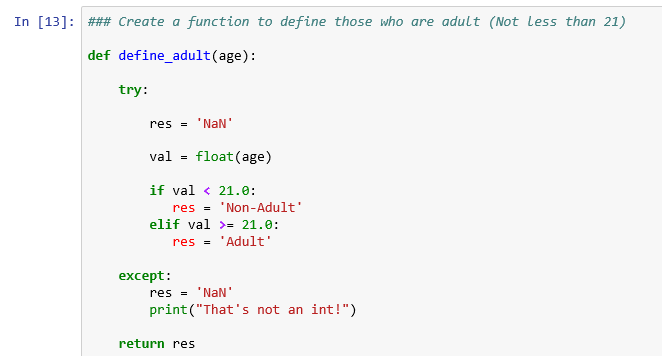 In [13]: ### Create a function to define those who are adult (Not less than 21)
def define_adult(age):
try:
res = 'NaN'
val = float(age)
if val < 21.0:
res = 'Non-Adult'
elif val >= 21.0:
res = 'Adult'
except:
res = 'NaN'
print("That's not an int!")
return res